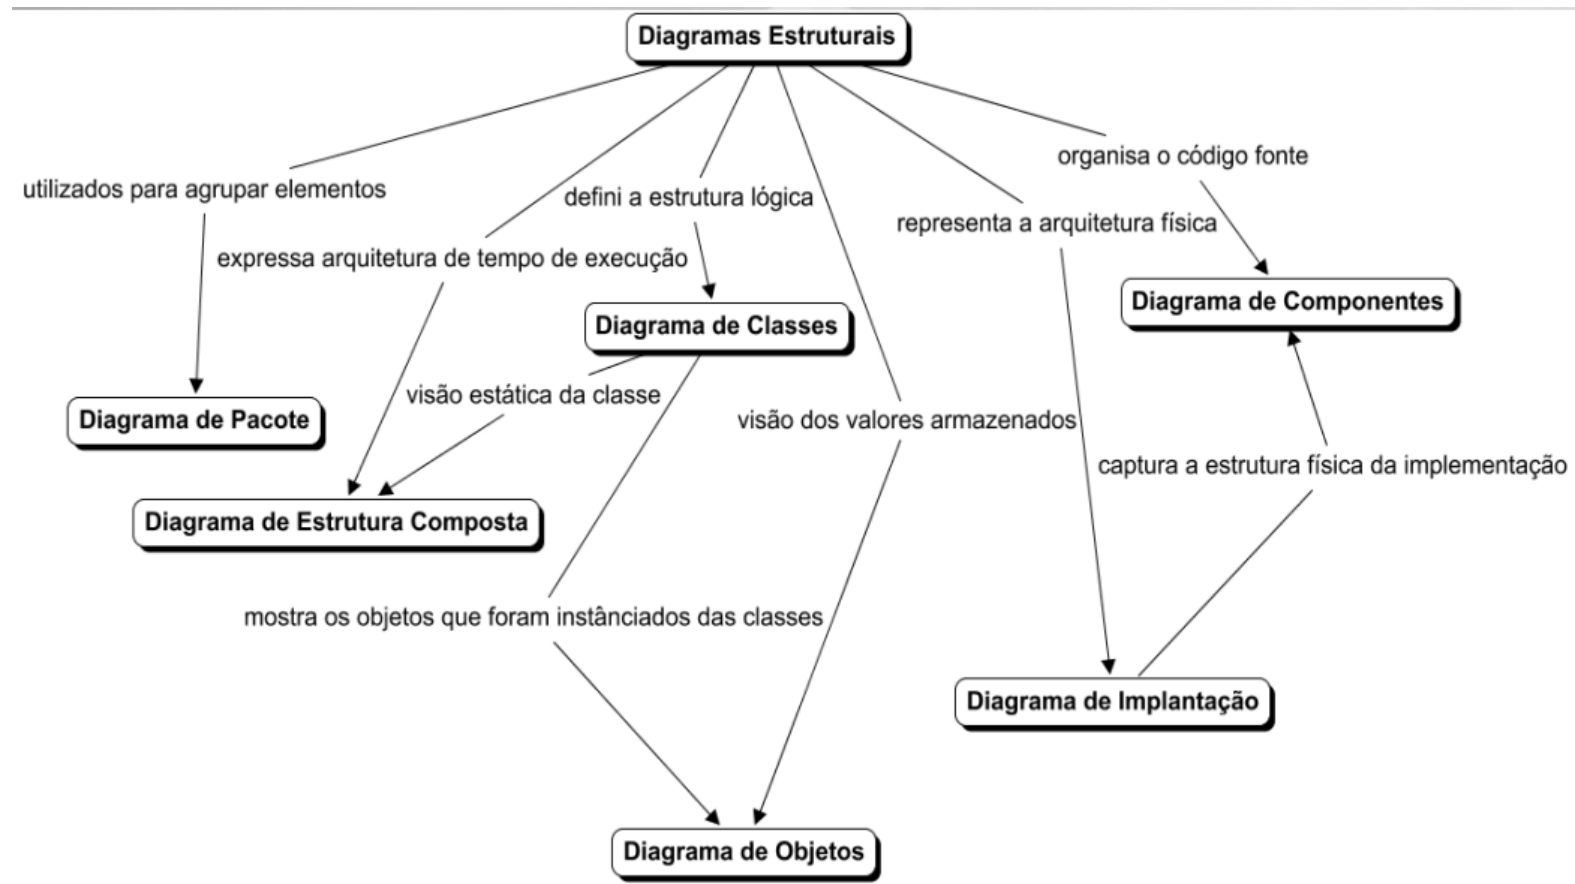 Diagramas Estruturais
organisa o código fonte
utilizados para agrupar elementos
defini a estrutura lógica
representa a arquitetura física
expressa arquitetura de tempo de execução
Diagrama de Componentes
Diagrama de Classes
visão estática da classe
Diagrama de Pacote
visão dos valores armazenados
captura a estrutura física da implementação
Diagrama de Estrutura Composta
mostra os objetos que foram instânciados das classes
Diagrama de Implantação
Diagrama de Objetos